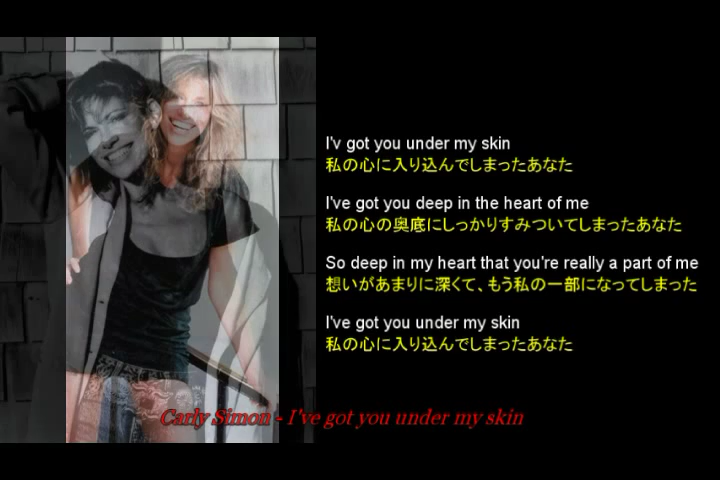 I'v got you under my skin
私の心に入り込んでしまったあなた
I've got you deep in the heart of me
私の心の奥底にしっかりすみついてしまったあなた
So deep in my heart that you're really a part of me
想いがあまりに深くて、もう私の一部になってしまった
I've got you under my skin
私の心に入り込んでしまったあなた
Carly Simon - I've got you under my skin